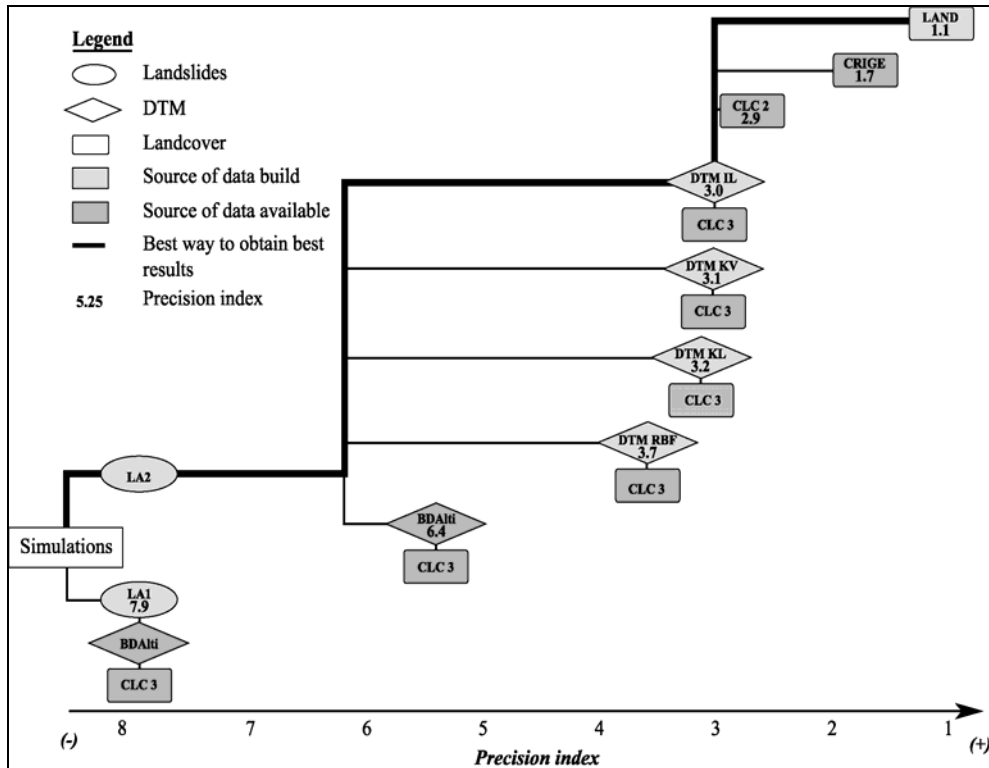 Legend
Landslides
DTM
Landcover
Source of data build
Source of data available
Best way to obtain best
results
5.25 Precision index
LAND
1.1
CRIGE
1.7
CLC 2
2.9
DTM IL
3.0
CLC 3
DTM KV
3.1
CLC 3
DTM KL
3.2
CLC 3
DTM RBF
3.7
CLC 3
LA2
BDAlti
6.4
CLC 3
Simulations
LA1
7.9
BDAlti
CLC 3
8 7 6 5 4 3 2 1
(-) (+)
Precision index